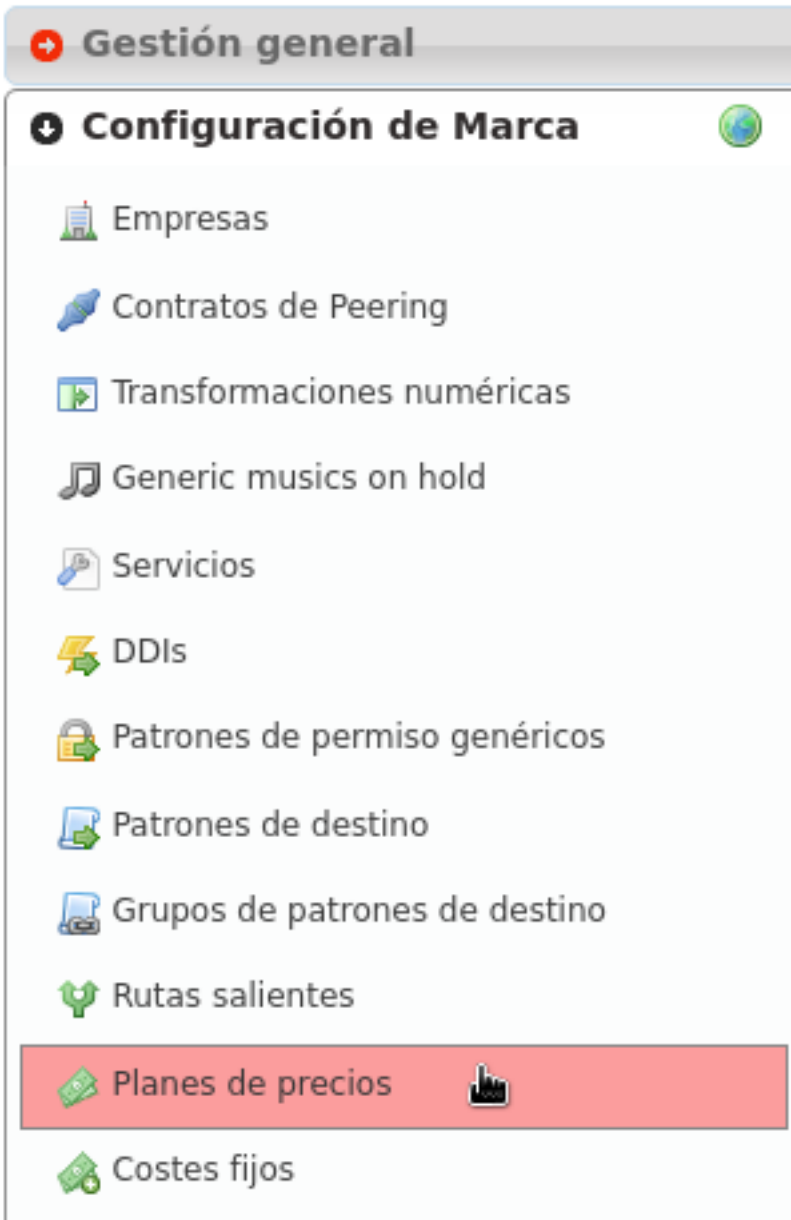 Gestión general
Configuración de Marca
Empresas
Contratos de Peering
Transformaciones numéricas
Generic musics on hold
Servicios
DDIs
Patrones de permiso genéricos
Patrones de destino
Grupos de patrones de destino
Rutas salientes
Planes de precios
Costes fijos